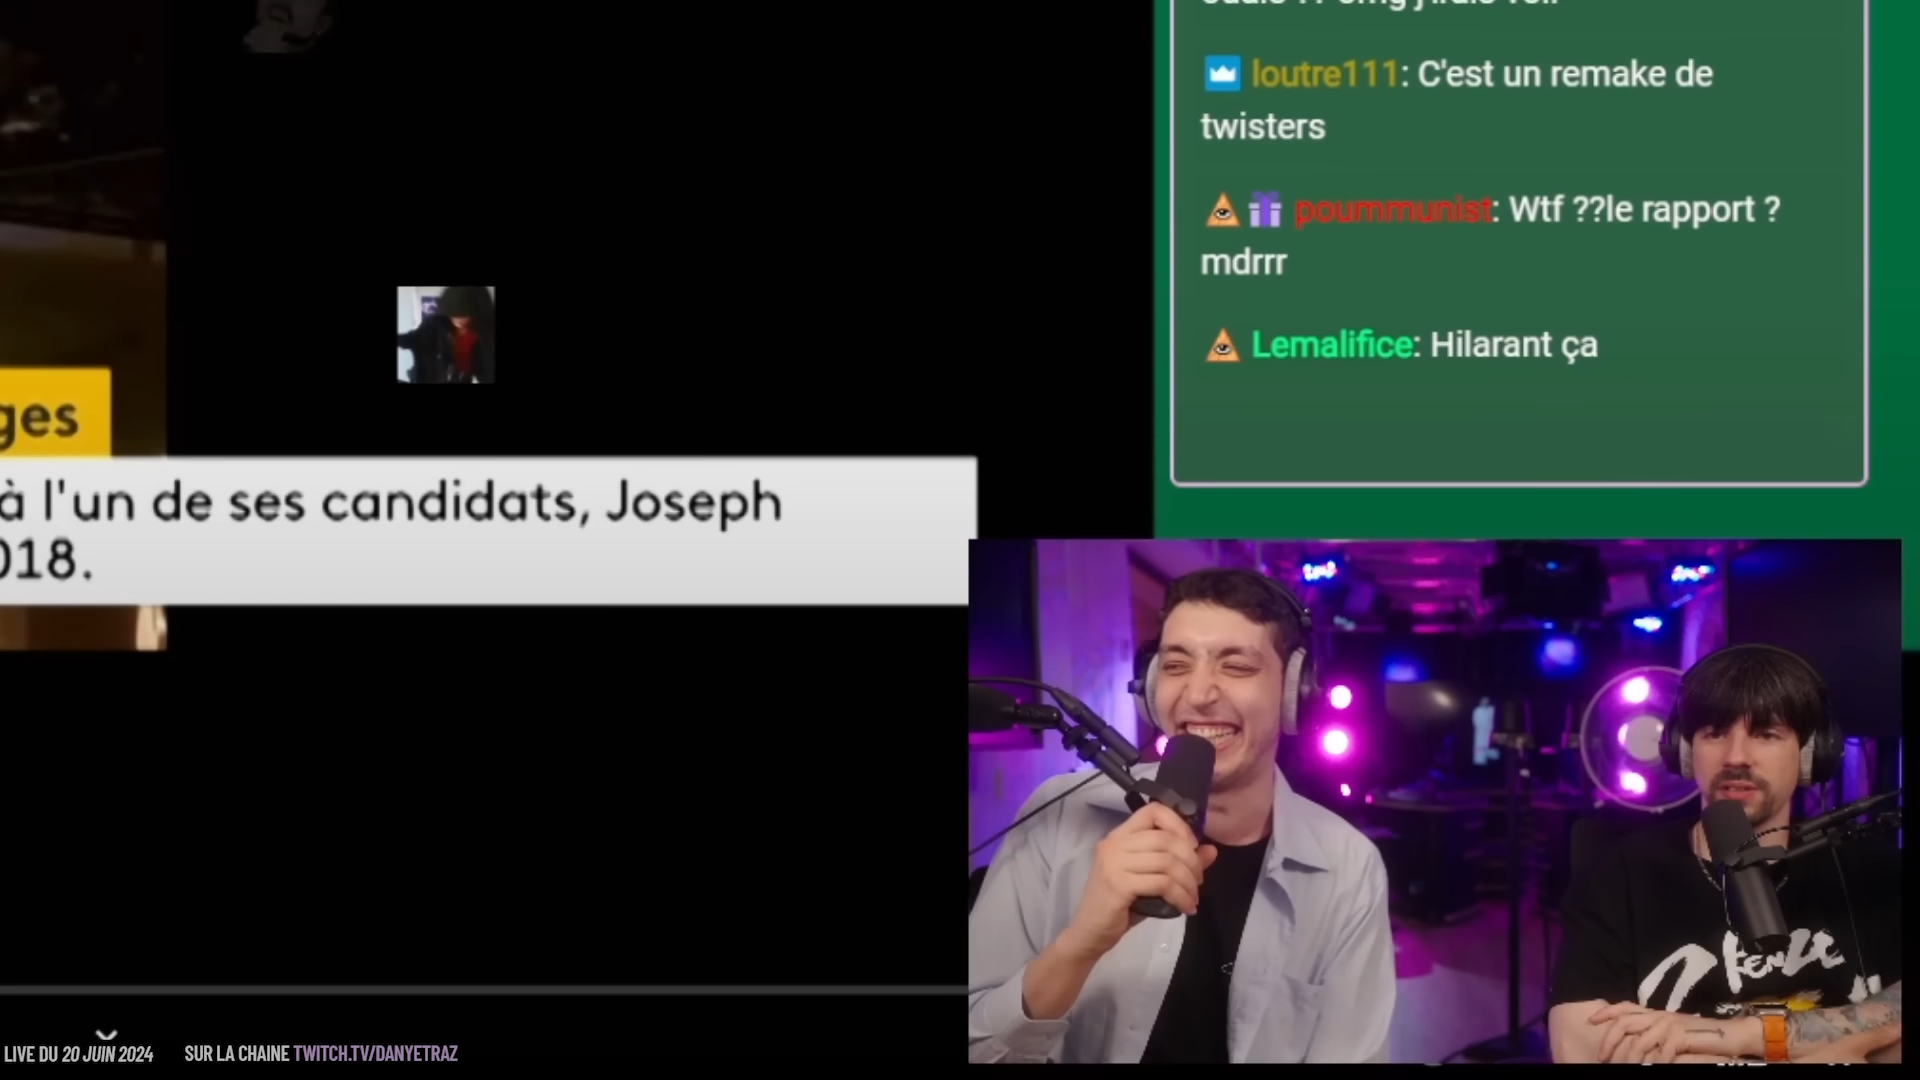 loutre111: C'est un remake de
twisters
poummunist: Wtf ??le rapport ?
mdrrr
Lemalifice: Hilarant ça
ges
à l'un de ses candidats, Joseph
018.
KENZE
LIVE DU 20 JUIN 2024 SUR LA CHAINE TWITCH.TV/DANYETRAZ